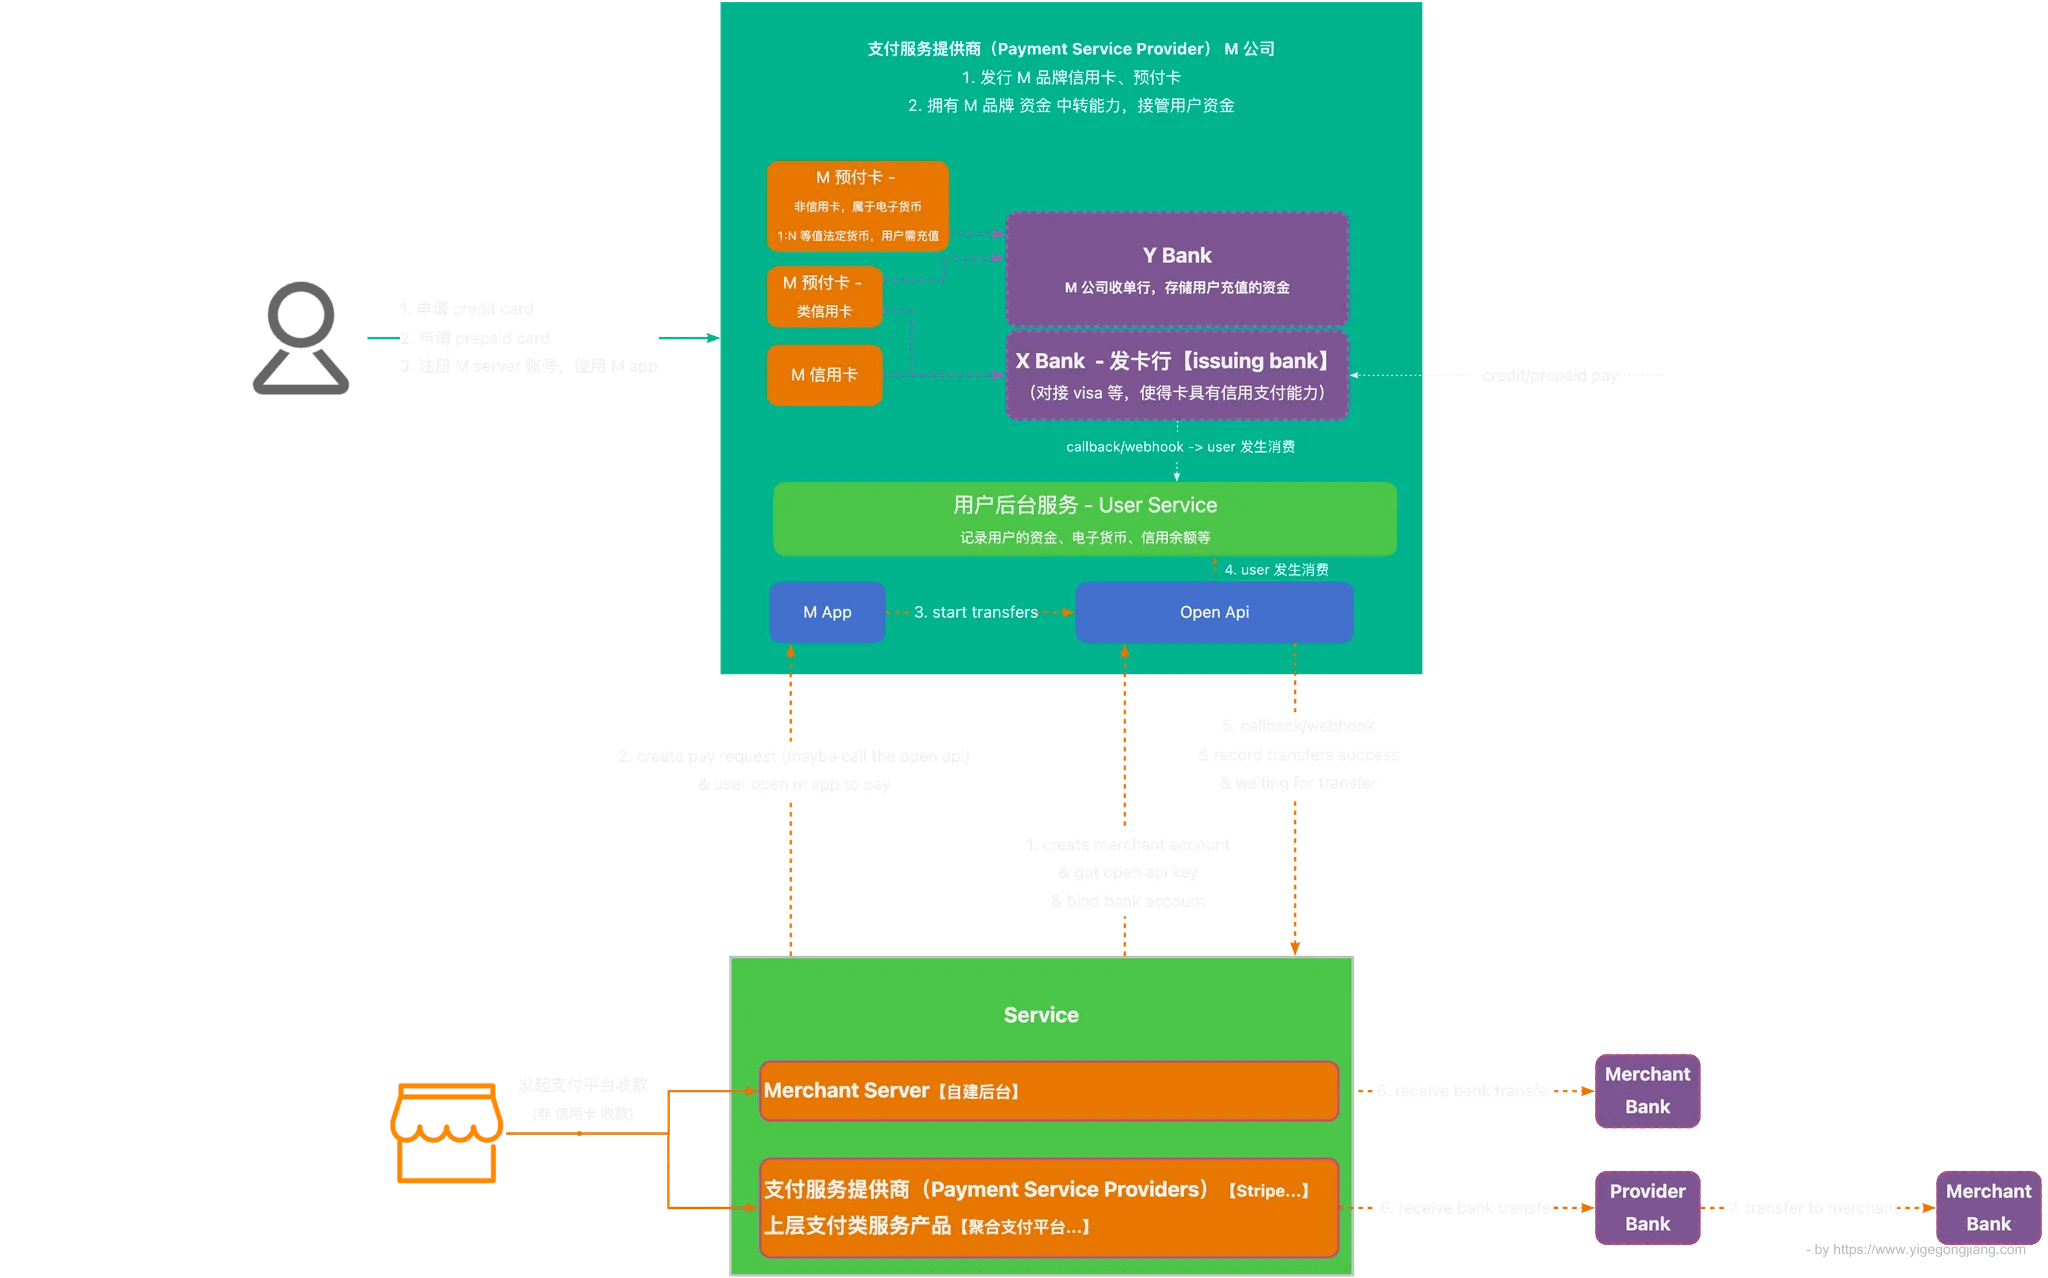 支付服务提供商（Payment Service Provider） M 公司
1. 发行 M 品牌信用卡、预付卡
2. 拥有 M 品牌 资金 中转能力，接管用户资金
M 预付卡 -
非信用卡，属于电子货币
1:N 等值法定货币，用户需充值
M 预付卡 -
类信用卡
M 信用卡
Y Bank
M 公司收单行，存储用户充值的资金
X Bank - 发卡行【issuing bank】
（对接 visa 等，使得卡具有信用支付能力）
credit/prepaid pay
1. 申请 credit card
2. 申请 prepaid card
3. 注册 M server 账号，使用 M app
callback/webhook -> user 发生消费
用户后台服务 - User Service
记录用户的资金、电子货币、信用余额等
4. user 发生消费
M App
3. start transfers
Open Api
2. create pay request (maybe call the open api)
& user open m app to pay
5. callback/webhook
& record transfers success
& waiting for transfer
1. create merchant account
& got open api key
& bind bank account
Service
发起支付平台收款
(非 信用卡 收款)
Merchant Server【自建后台】
6. receive bank transfer
Merchant
Bank
支付服务提供商（Payment Service Providers）【Stripe...】
上层支付类服务产品【聚合支付平台...】
6. receive bank transfer
Provider
Bank
7. transfer to merchant
Merchant
Bank
- by https://www.yigegongjiang.com